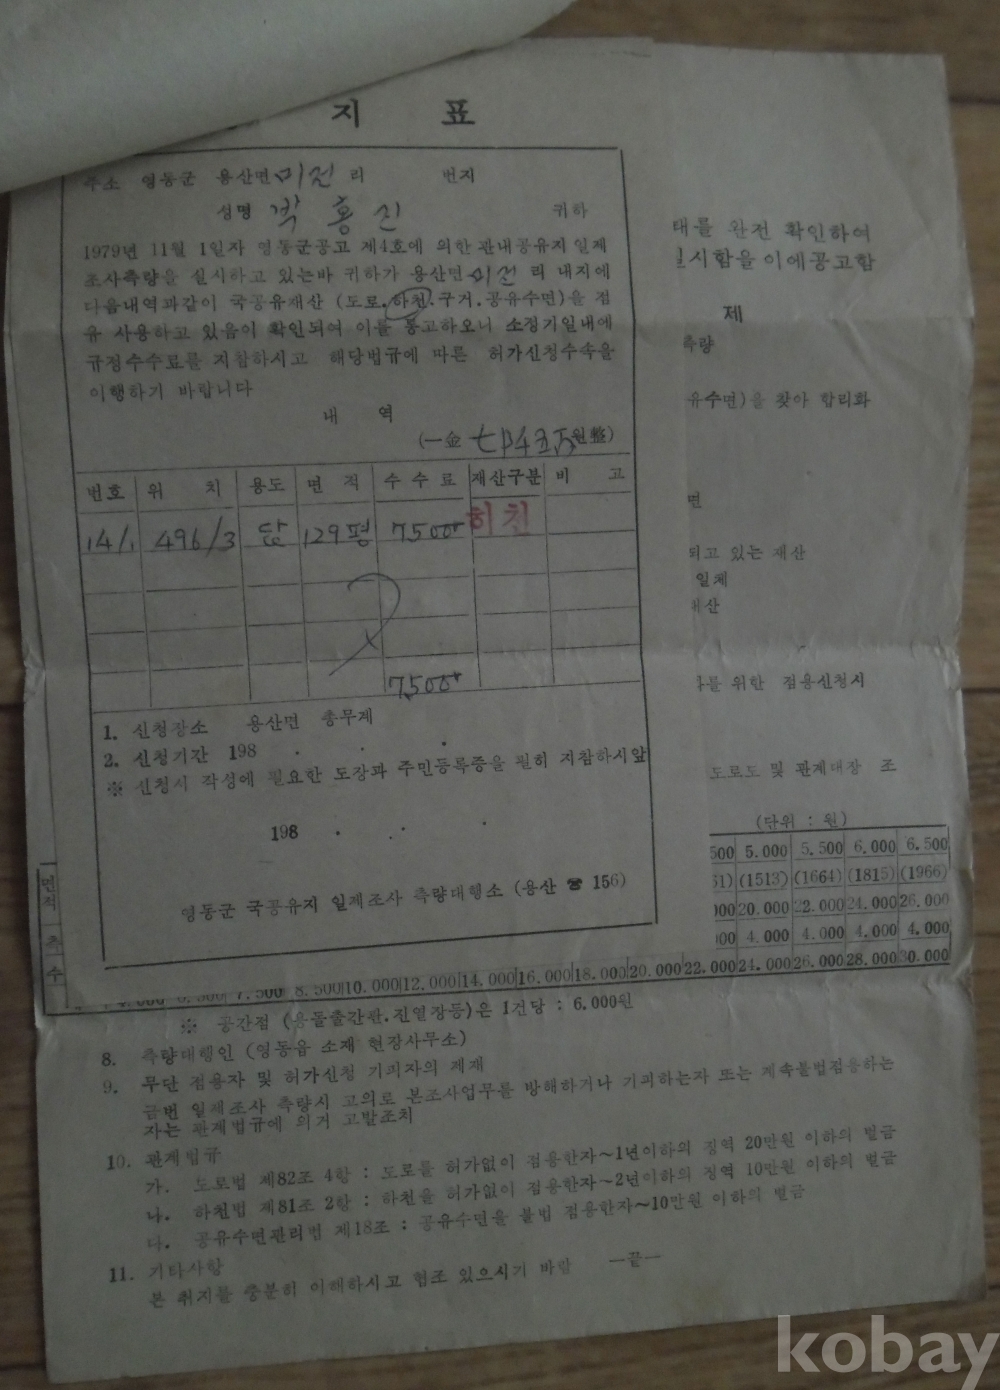 지 표
주소 영동군 용산면 미전 리 번지
성명 박 홍 신 귀하
1979년 11월 1일자 영동군공고 제4호에 의한 관내공유지일제
조사측량을 실시하고 있는바 귀하가 용산면 미전 리 내지에
다음내역과같이 국공유재산 (도로.하천.구거.공유수면)을 점
유 사용하고 있음이 확인되여 이를 통고하오니 소정기일내에
규정수수료를 지참하시고 해당법규에 따른 허가신청수속을
이행하기 바랍니다
내 역
(一金 원整)
번호 위 치 용도 면 적 수 수 료 재산구분 비 고
14/1 496/3 답 129평 7500 하천
7500
1. 신청장소 용산면 총무계
2. 신청기간 198 . . .
※ 신청시 작성에 필요한 도장과 주민등록증을 필히 지참하시앞
198 . . .
영동군 국공유지 일제조사 측량대행소 (용산 ☎ 156)
태를 완전 확인하여
실시함을 이에공고함
제
측량
유수면)을 찾아 합리화
면
되고 있는 재산
일제
재산
를 위한 점용신청시
도로도 및 관계대장 조
(단위 : 원)
500 5.000 5.500 6.000 6.500
51) (1513) (1664) (1815) (1966)
000 20.000 22.000 24.000 26.000
00 4.000 4.000 4.000 4.000
면적
측
수
7.500 8.500 10.000 12.000 14.000 16.000 18.000 20.000 22.000 24.000 26.000 28.000 30.000
※ 공간점 (용돌출간판.진열장등)은 1건당 : 6.000원
8. 측량대행인 (영동읍 소재 현장사무소)
9. 무단 점용자 및 허가신청 기피자의 제재
금번 일제조사 측량시 고의로 본조사업무를 방해하거나 기피하는자 또는 계속불법점용하는
자는 관계법규에 의거 고발조치
10. 관계법규
가. 도로법 제82조 4항 : 도로를 허가없이 점용한자~1년이하의 징역 20만원 이하의 벌금
나. 하천법 제81조 2항 : 하천을 허가없이 점용한자~2년이하의 징역 10만원 이하의 벌금
다. 공유수면관리법 제18조 : 공유수면을 불법 점용한자~10만원 이하의 벌금
11. 기타사항
본 취지를 충분히 이해하시고 협조 있으시기 바람 —끝—
kobay